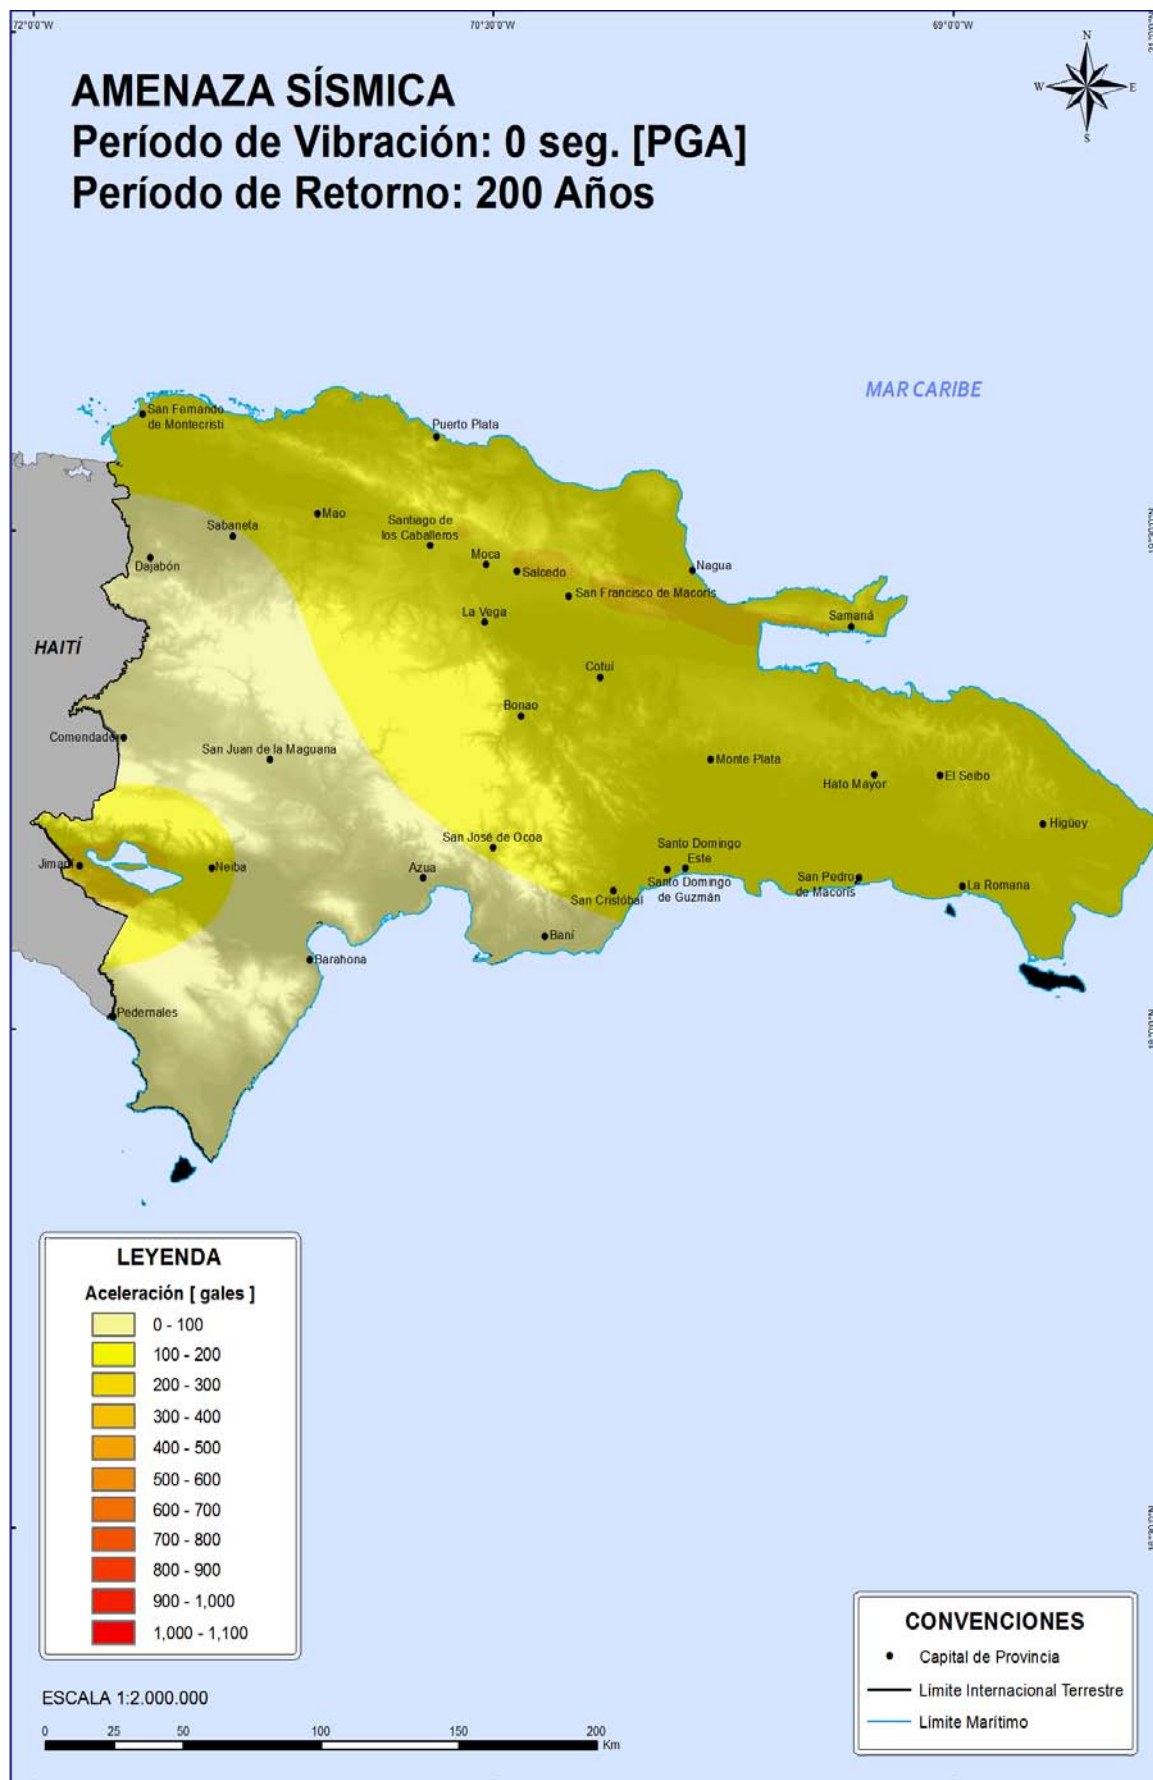 72°0'0"W
70°30'0"W
69°0'0"W
N
W
E
S
AMENAZA SÍSMICA
Período de Vibración: 0 seg. [PGA]
Período de Retorno: 200 Años
MAR CARIBE
San Fernando
de Montecristi
Puerto Plata
Mao
Sabaneta
Santiago de
los Caballeros
Dajabón
Moca
Salcedo
Nagua
San Francisco de Macorís
La Vega
Samaná
HAITÍ
Cotuí
Bonao
Comendador
San Juan de la Maguana
Monte Plata
Hato Mayor
El Seibo
Higüey
San José de Ocoa
Santo Domingo
Este
Jimaní
Neiba
Azua
Santo Domingo
de Guzmán
San Pedro
de Macorís
La Romana
San Cristóbal
Baní
Barahona
Pedernales
LEYENDA
Aceleración [ gales ]
0 - 100
100 - 200
200 - 300
300 - 400
400 - 500
500 - 600
600 - 700
700 - 800
800 - 900
900 - 1,000
1,000 - 1,100
CONVENCIONES
Capital de Provincia
Límite Internacional Terrestre
Límite Marítimo
ESCALA 1:2.000.000
0 25 50 100 150 200
Km